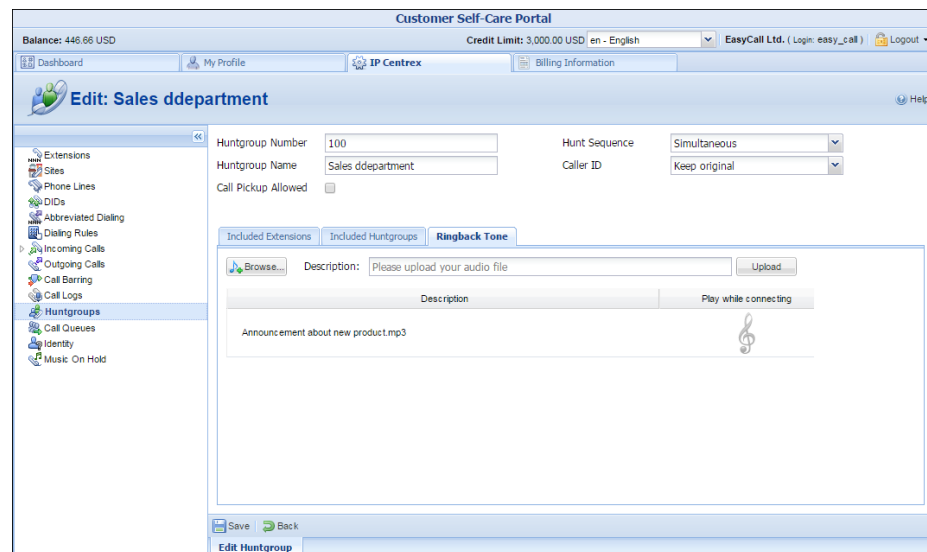 Customer Self-Care Portal
Balance: 446.66 USD Credit Limit: 3,000.00 USD en - English EasyCall Ltd. ( Login: easy_call ) Logout
Dashboard My Profile IP Centrex Billing Information
Edit: Sales ddepartment Help
Extensions
Sites
Phone Lines
DIDs
Abbreviated Dialing
Dialing Rules
Incoming Calls
Outgoing Calls
Call Barring
Call Logs
Huntgroups
Call Queues
Identity
Music On Hold
Huntgroup Number 100 Hunt Sequence Simultaneous
Huntgroup Name Sales ddepartment Caller ID Keep original
Call Pickup Allowed
Included Extensions Included Huntgroups Ringback Tone
Browse... Description: Please upload your audio file Upload
Description Play while connecting
Announcement about new product.mp3
Save Back
Edit Huntgroup